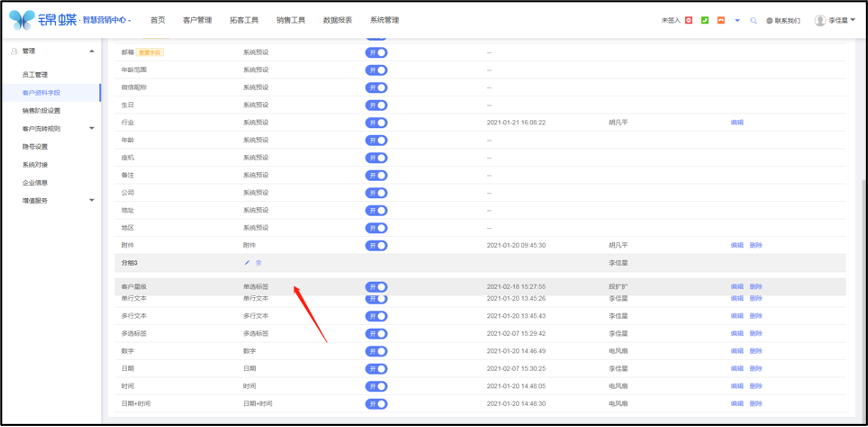 锦蝶 · 智慧营销中心 · 首页 客户管理 拓客工具 销售工具 数据报表 系统管理 未签入 联系我们 李佳星
管理
员工管理
客户资料字段
销售阶段设置
客户流转规则
隐号设置
系统对接
企业信息
增值服务
邮箱 重要字段 系统预设 开 --
年龄范围 系统预设 开 --
微信昵称 系统预设 开 --
生日 系统预设 开 --
行业 系统预设 开 2021-01-21 16:08:22 胡凡平 编辑
年龄 系统预设 开 --
座机 系统预设 开 --
备注 系统预设 开 --
公司 系统预设 开 --
地址 系统预设 开 --
地区 系统预设 开 --
附件 附件 开 2021-01-20 09:45:30 胡凡平 编辑 删除
分组3 李佳星
客户星级 单选标签 开 2021-02-18 15:27:55 段扩扩 编辑 删除
单行文本 单行文本 开 2021-01-20 13:45:26 李佳星 编辑 删除
多行文本 多行文本 开 2021-01-20 13:45:43 李佳星 编辑 删除
多选标签 多选标签 开 2021-02-07 15:29:42 李佳星 编辑 删除
数字 数字 开 2021-01-20 14:46:49 电风扇 编辑 删除
日期 日期 开 2021-02-07 15:30:25 李佳星 编辑 删除
时间 时间 开 2021-01-20 14:48:05 电风扇 编辑 删除
日期+时间 日期+时间 开 2021-01-20 14:48:30 电风扇 编辑 删除